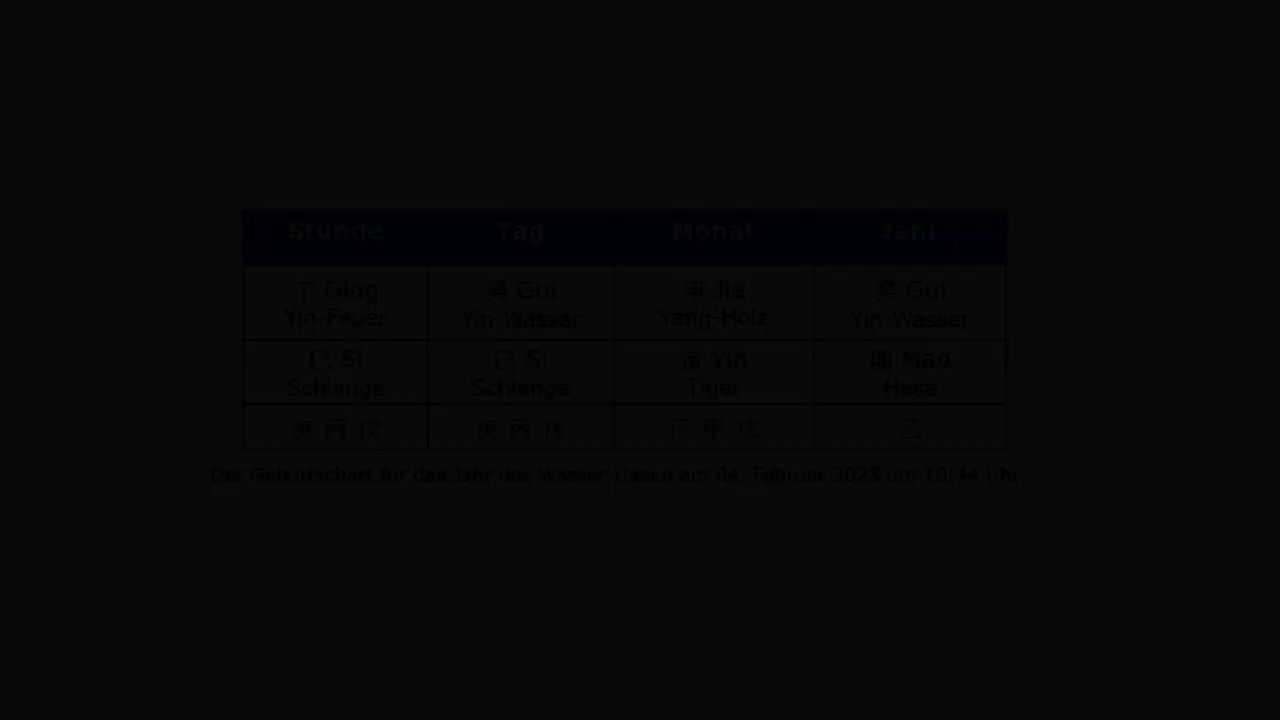 Stunde Tag Monat Jahr
丁 Ding 癸 Gui 甲 Jia 癸 Gui
Yin-Feuer Yin-Wasser Yang-Holz Yin-Wasser
巳 Si 巳 Si 寅 Yin 卯 Mao
Schlange Schlange Tiger Hase
庚 丙 戊 庚 丙 戊 丙 甲 戊 乙
Der Geburtschart für das Jahr des Wasser-Hasen am 04. Februar 2023 um 10:44 Uhr